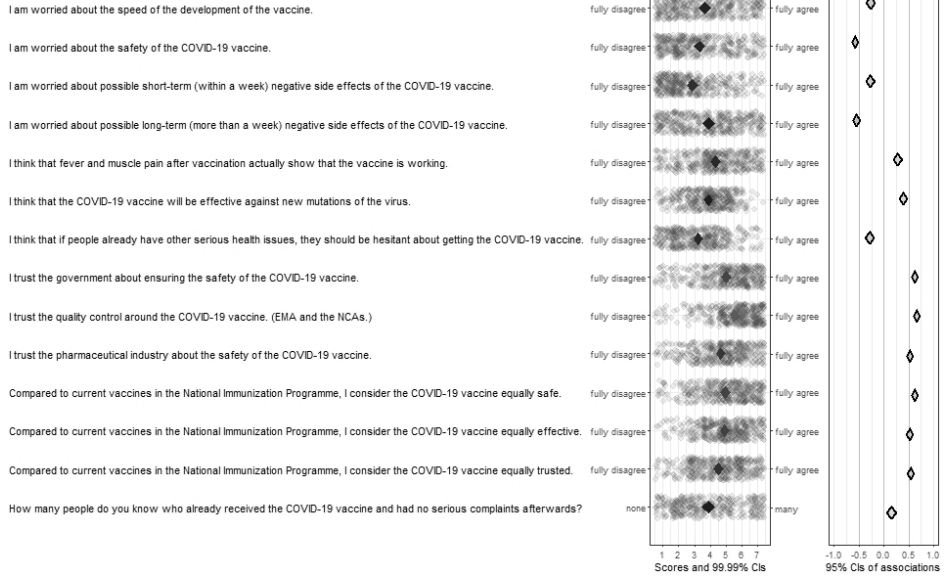 I am worried about the speed of the development of the vaccine. fully disagree fully agree
I am worried about the safety of the COVID-19 vaccine. fully disagree fully agree
I am worried about possible short-term (within a week) negative side effects of the COVID-19 vaccine. fully disagree fully agree
I am worried about possible long-term (more than a week) negative side effects of the COVID-19 vaccine. fully disagree fully agree
I think that fever and muscle pain after vaccination actually show that the vaccine is working. fully disagree fully agree
I think that the COVID-19 vaccine will be effective against new mutations of the virus. fully disagree fully agree
I think that if people already have other serious health issues, they should be hesitant about getting the COVID-19 vaccine. fully disagree fully agree
I trust the government about ensuring the safety of the COVID-19 vaccine. fully disagree fully agree
I trust the quality control around the COVID-19 vaccine. (EMA and the NCAs.) fully disagree fully agree
I trust the pharmaceutical industry about the safety of the COVID-19 vaccine. fully disagree fully agree
Compared to current vaccines in the National Immunization Programme, I consider the COVID-19 vaccine equally safe. fully disagree fully agree
Compared to current vaccines in the National Immunization Programme, I consider the COVID-19 vaccine equally effective. fully disagree fully agree
Compared to current vaccines in the National Immunization Programme, I consider the COVID-19 vaccine equally trusted. fully disagree fully agree
How many people do you know who already received the COVID-19 vaccine and had no serious complaints afterwards? none many
1 2 3 4 5 6 7 -1.0 -0.5 0.0 0.5 1.0
Scores and 99.99% CIs 95% CIs of associations